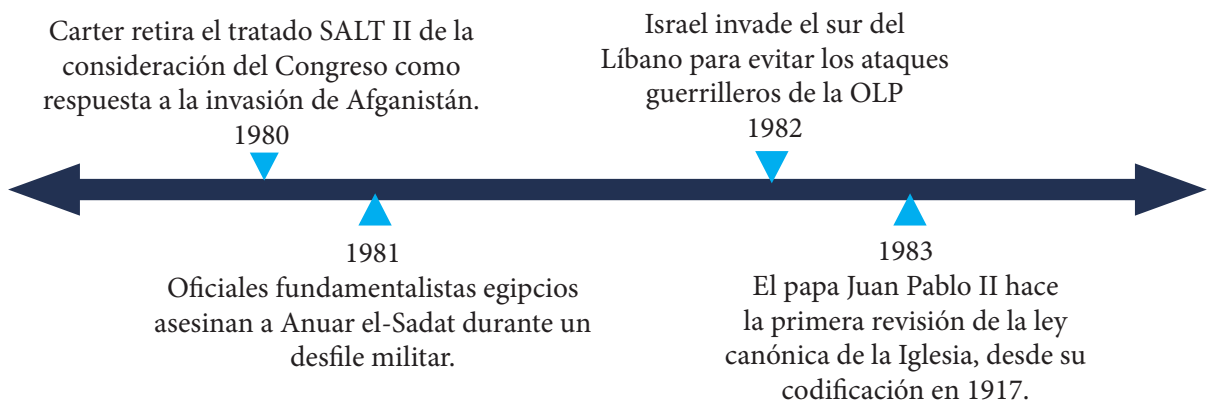 Carter retira el tratado SALT II de la
consideración del Congreso como
respuesta a la invasión de Afganistán.
1980
Israel invade el sur del
Líbano para evitar los ataques
guerrilleros de la OLP
1982
1981
Oficiales fundamentalistas egipcios
asesinan a Anuar el-Sadat durante un
desfile militar.
1983
El papa Juan Pablo II hace
la primera revisión de la ley
canónica de la Iglesia, desde su
codificación en 1917.